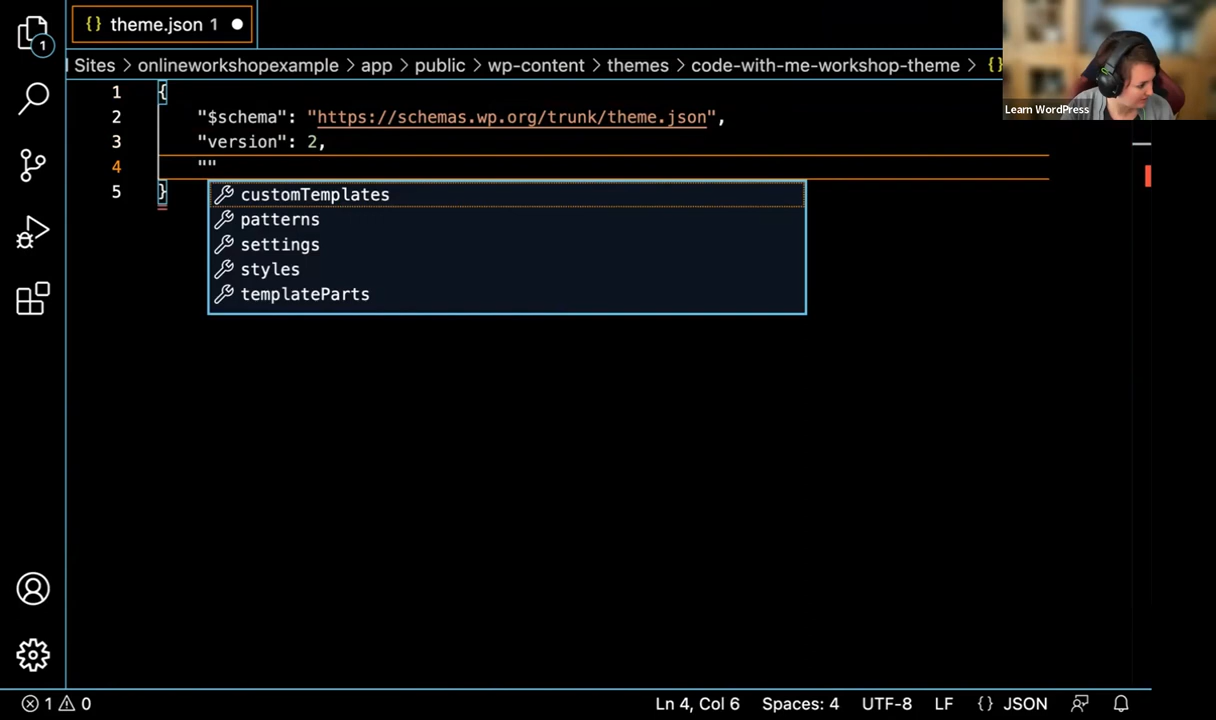 {} theme.json 1
1
Sites > onlineworkshopexample > app > public > wp-content > themes > code-with-me-workshop-theme > {}
Learn WordPress
1 {
2 "$schema": "https://schemas.wp.org/trunk/theme.json",
3 "version": 2,
4 ""
5 }
customTemplates
patterns
settings
styles
templateParts
1 0 Ln 4, Col 6 Spaces: 4 UTF-8 LF {} JSON